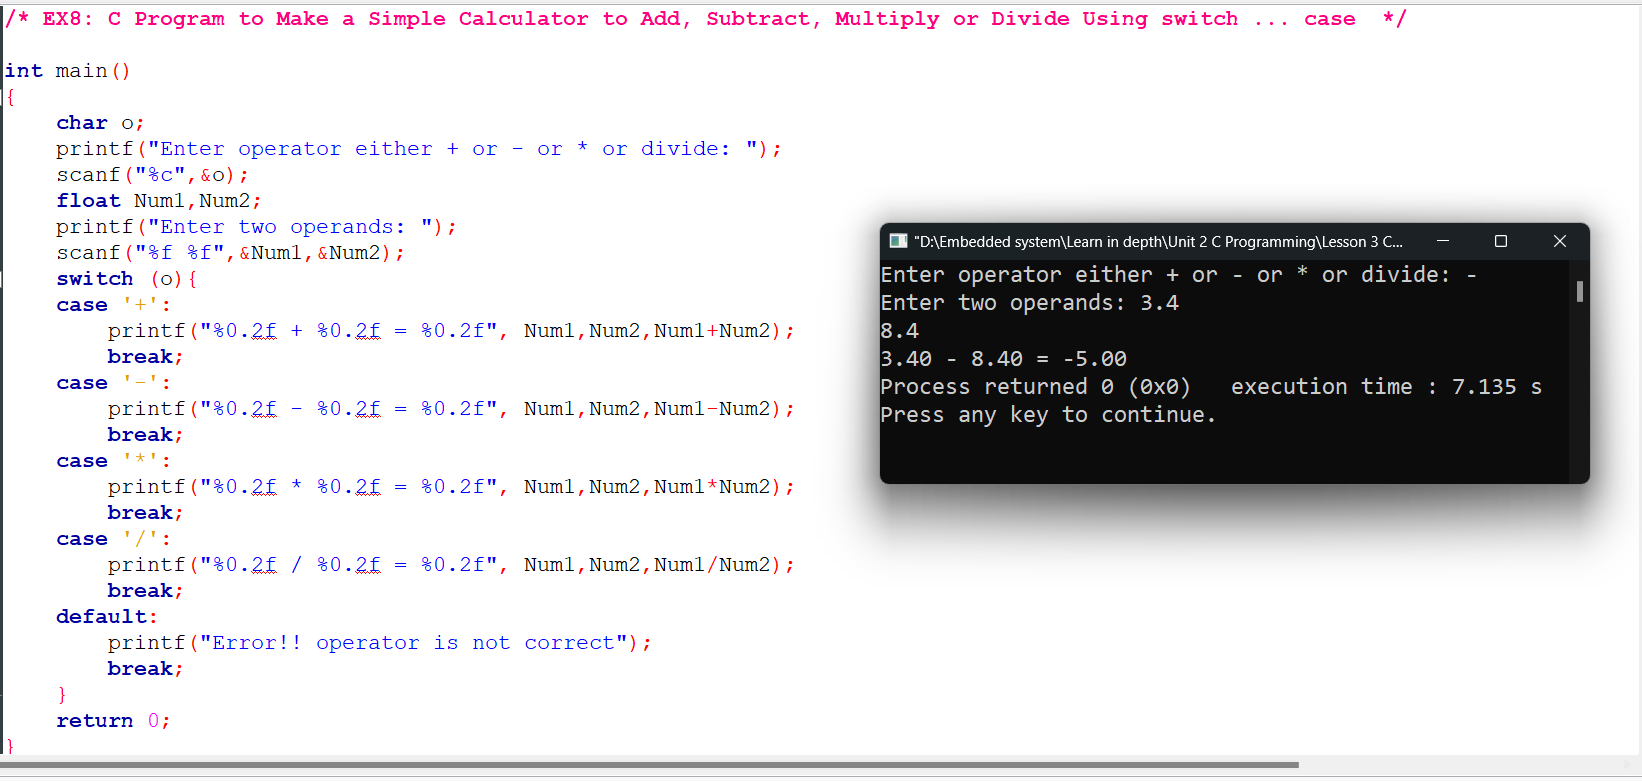 /* EX8: C Program to Make a Simple Calculator to Add, Subtract, Multiply or Divide Using switch ... case  */
int main()
{
    char o;
    printf("Enter operator either + or - or * or divide: ");
    scanf("%c",&o);
    float Num1,Num2;
    printf("Enter two operands: ");
    scanf("%f %f",&Num1,&Num2);
    switch (o){
    case '+':
        printf("%0.2f + %0.2f = %0.2f", Num1,Num2,Num1+Num2);
        break;
    case '-':
        printf("%0.2f - %0.2f = %0.2f", Num1,Num2,Num1-Num2);
        break;
    case '*':
        printf("%0.2f * %0.2f = %0.2f", Num1,Num2,Num1*Num2);
        break;
    case '/':
        printf("%0.2f / %0.2f = %0.2f", Num1,Num2,Num1/Num2);
        break;
    default:
        printf("Error!! operator is not correct");
        break;
    }
    return 0;
}
"D:\Embedded system\Learn in depth\Unit 2 C Programming\Lesson 3 C...
Enter operator either + or - or * or divide: -
Enter two operands: 3.4
8.4
3.40 - 8.40 = -5.00
Process returned 0 (0x0)   execution time : 7.135 s
Press any key to continue.